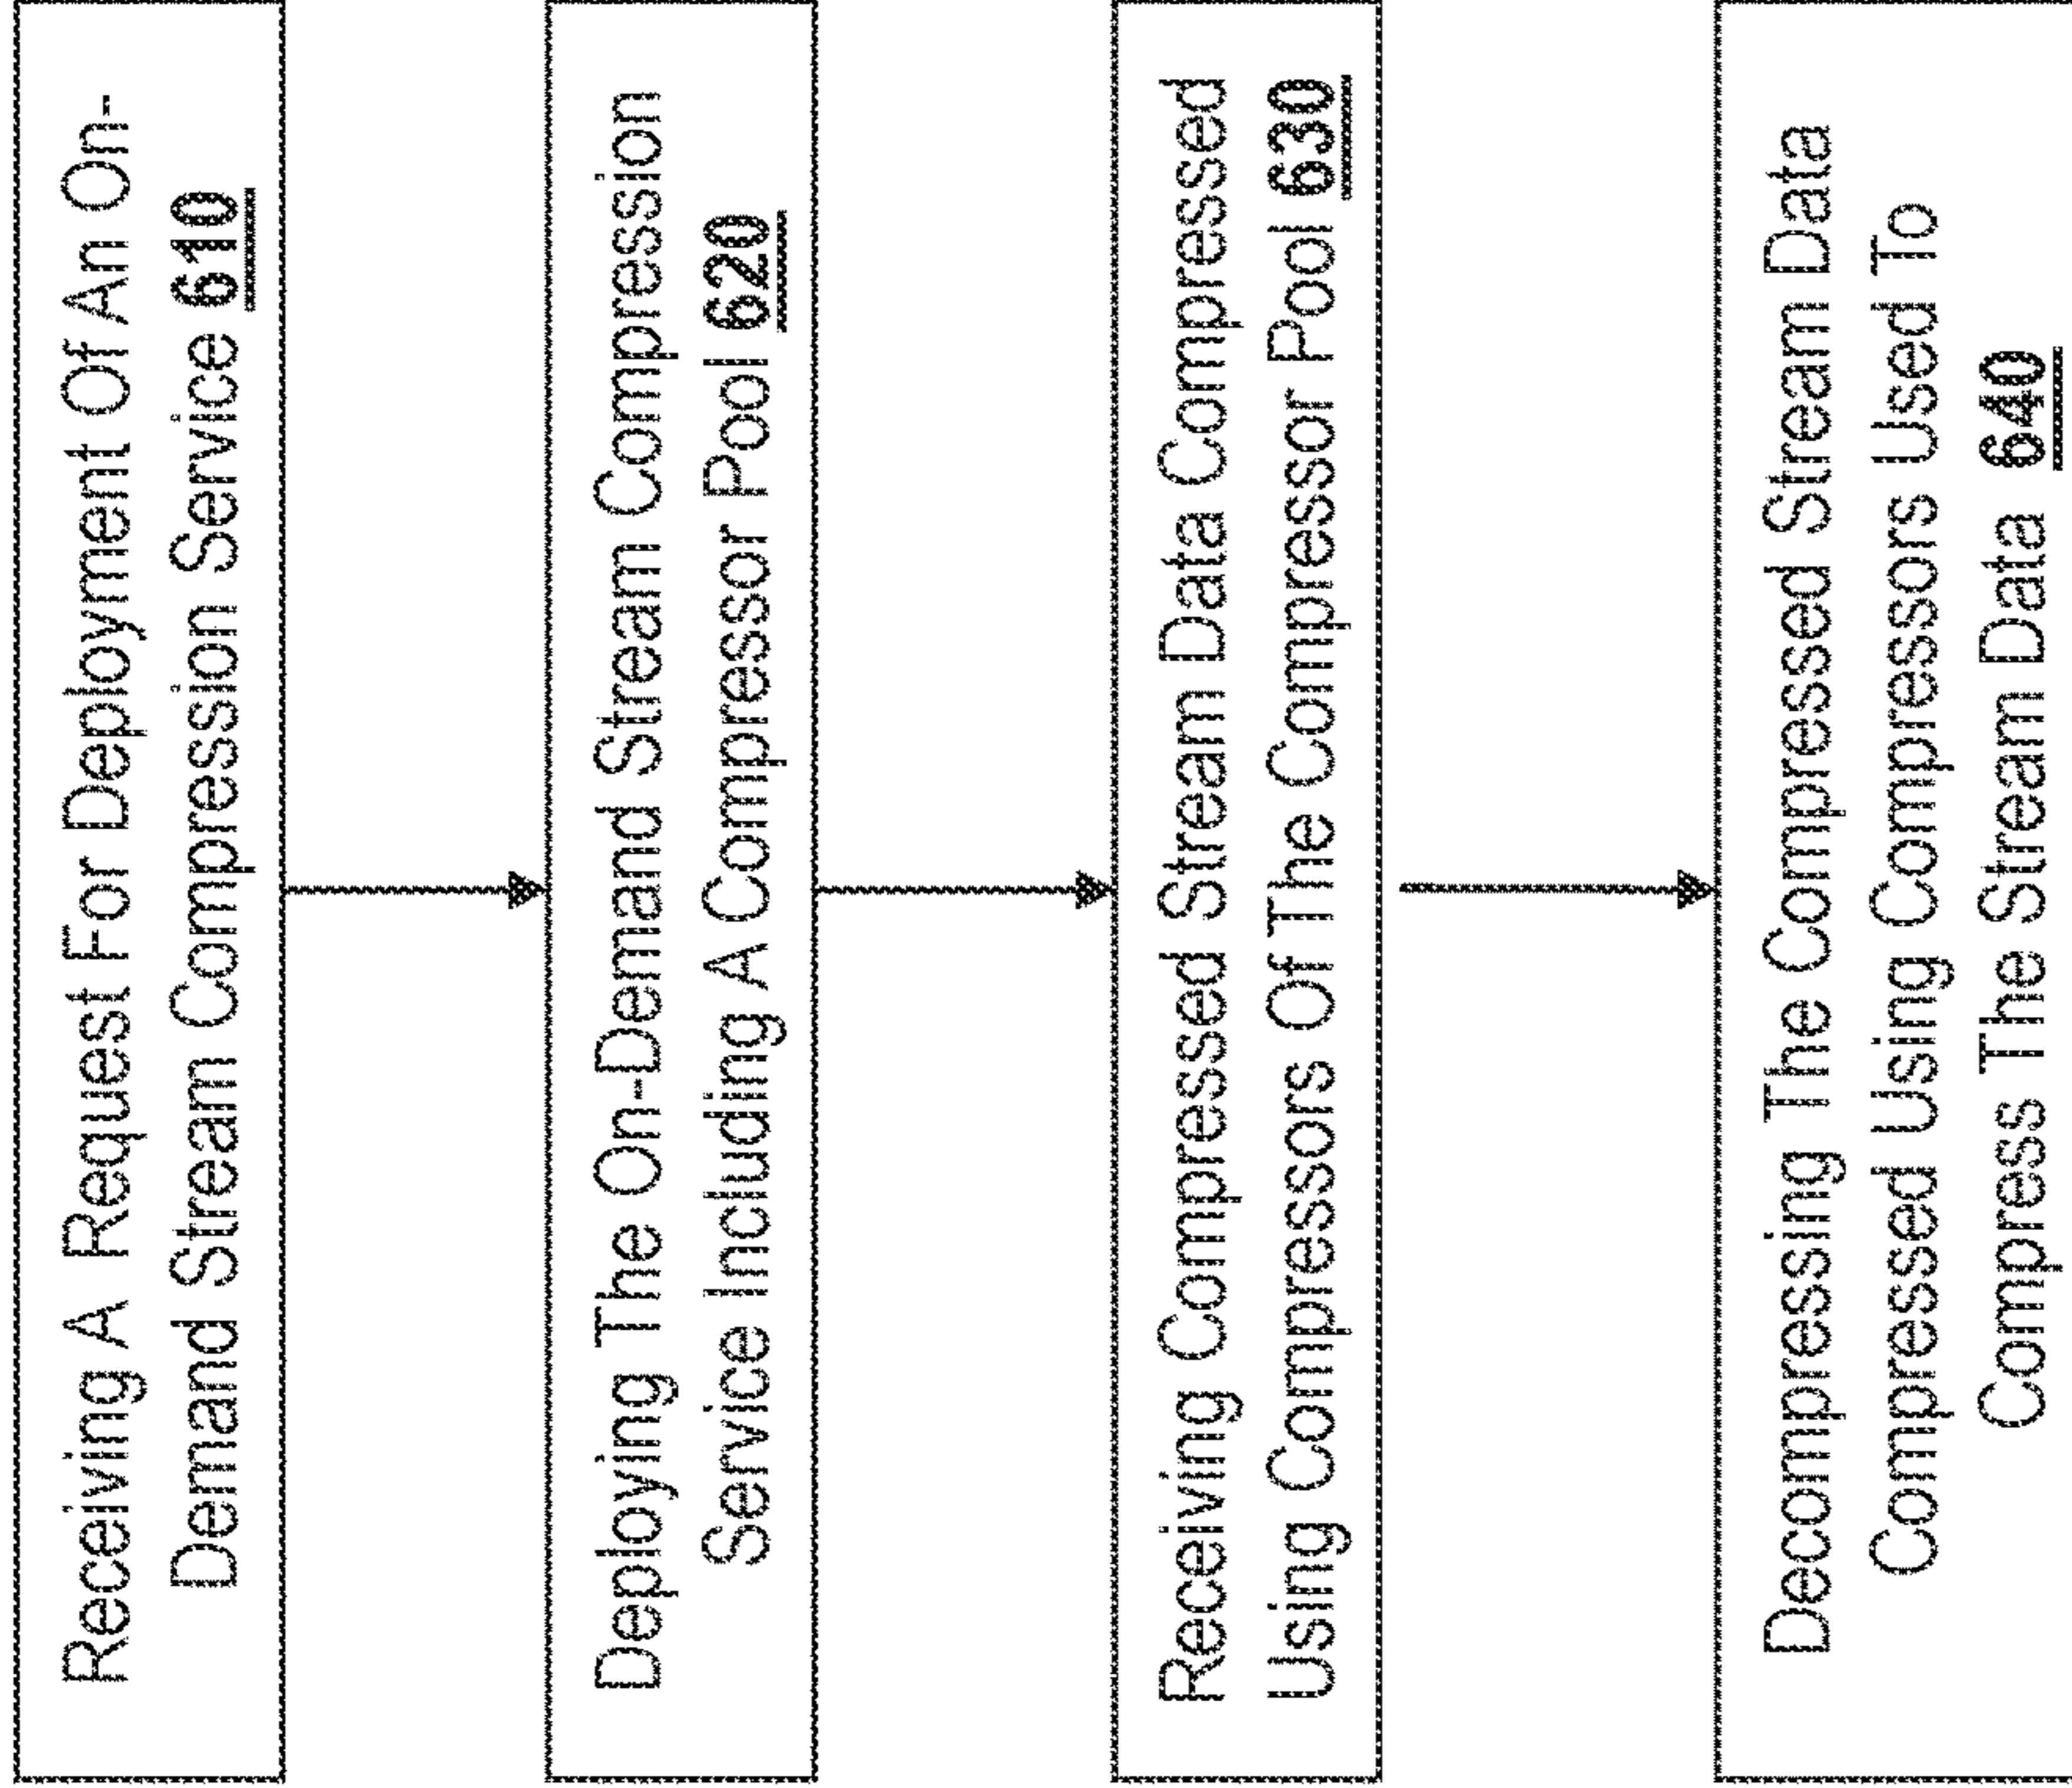 Receiving A Request For Deployment Of An On-
Demand Stream Compression Service 610
Deploying The On-Demand Stream Compression
Service Including A Compressor Pool 620
Receiving Compressed Stream Data Compressed
Using Compressors Of The Compressor Pool 630
Decompressing The Compressed Stream Data
Compressed Using Compressors Used To
Compress The Stream Data 640